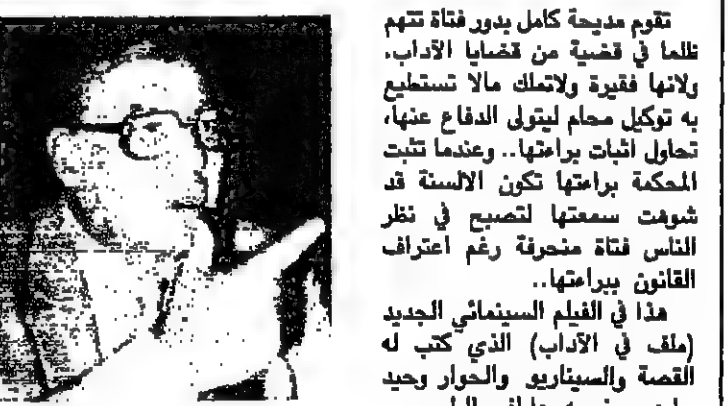 تقوم مديحة كامل بدور فتاة تتهم
ظلما في قضية من قضايا الآداب.
ولانها فقيرة ولاتملك مالا تستطيع
به توكيل محام ليتولى الدفاع عنها،
تحاول اثبات براءتها.. وعندما تثبت
المحكمة براءتها تكون الالسنة قد
شوهت سمعتها لتصبح في نظر
الناس فتاة منحرفة رغم اعتراف
القانون ببراءتها..
هذا في الفيلم السينمائي الجديد
(ملف في الآداب) الذي كتب له
القصة والسيناريو والحوار وحيد